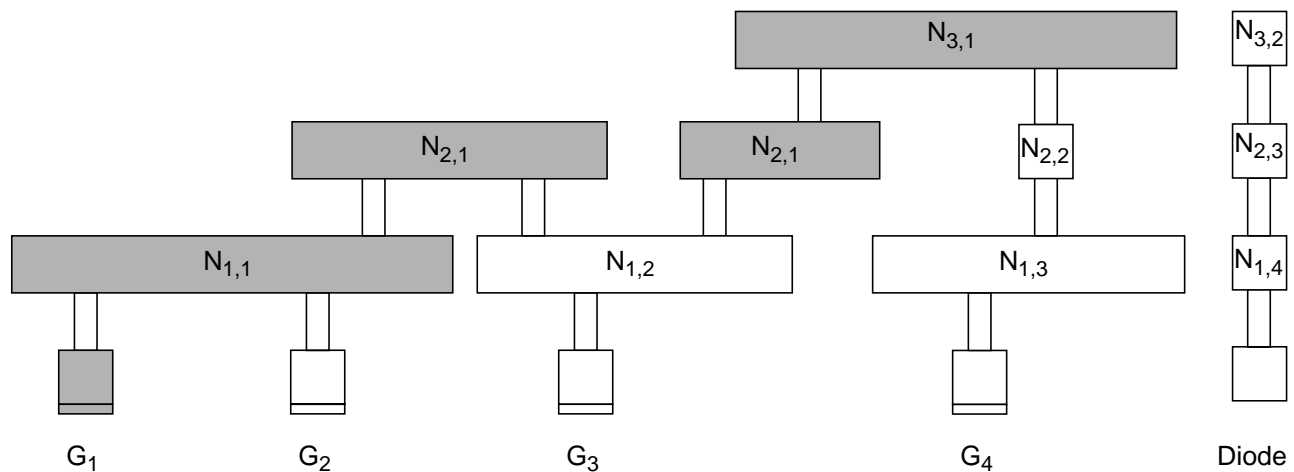 N3,1 N3,2
N2,1 N2,1 N2,2 N2,3
N1,1 N1,2 N1,3 N1,4
G1 G2 G3 G4 Diode